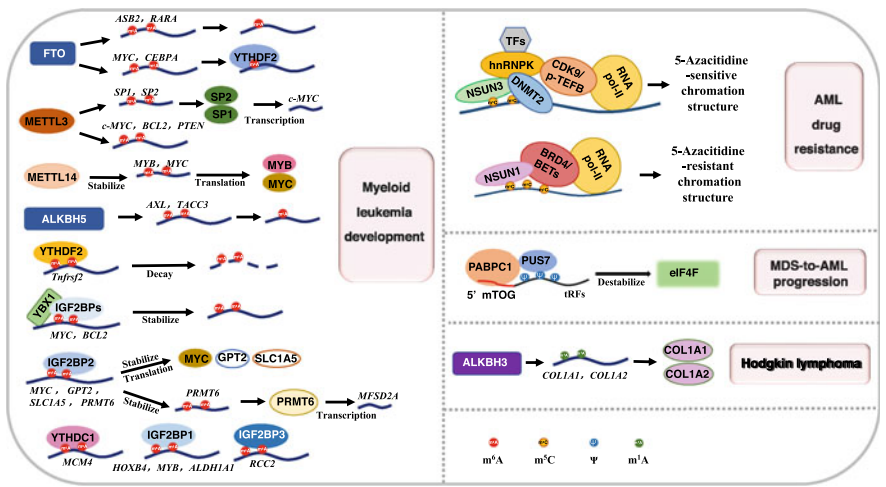 FTO
ASB2, RARA
MYC, CEBPA
YTHDF2
METTL3
SP1, SP2
SP2
SP1
Transcription
c-MYC
c-MYC, BCL2, PTEN
METTL14
Stabilize
MYB, MYC
Translation
MYB
MYC
ALKBH5
AXL, TACC3
YTHDF2
Tnfrsf2
Decay
YBX1
IGF2BPs
MYC, BCL2
Stabilize
IGF2BP2
MYC, GPT2,
SLC1A5, PRMT6
Stabilize
Translation
MYC
GPT2
SLC1A5
Stabilize
PRMT6
PRMT6
Transcription
MFSD2A
YTHDC1
MCM4
IGF2BP1
HOXB4, MYB, ALDH1A1
IGF2BP3
RCC2
Myeloid
leukemia
development
TFs
hnRNPK
NSUN3
DNMT2
CDK9/
p-TEFB
RNA
pol-II
m⁵C
m⁵C
5-Azacitidine
-sensitive
chromation
structure
NSUN1
BRD4/
BETs
RNA
pol-II
m⁵C
m⁵C
m⁵C
5-Azacitidine
-resistant
chromation
structure
AML
drug
resistance
PABPC1
PUS7
Ψ Ψ Ψ
5' mTOG
tRFs
Destabilize
eIF4F
MDS-to-AML
progression
ALKBH3
COL1A1, COL1A2
COL1A1
COL1A2
Hodgkin lymphoma
m⁶A
m⁵C
Ψ
m¹A